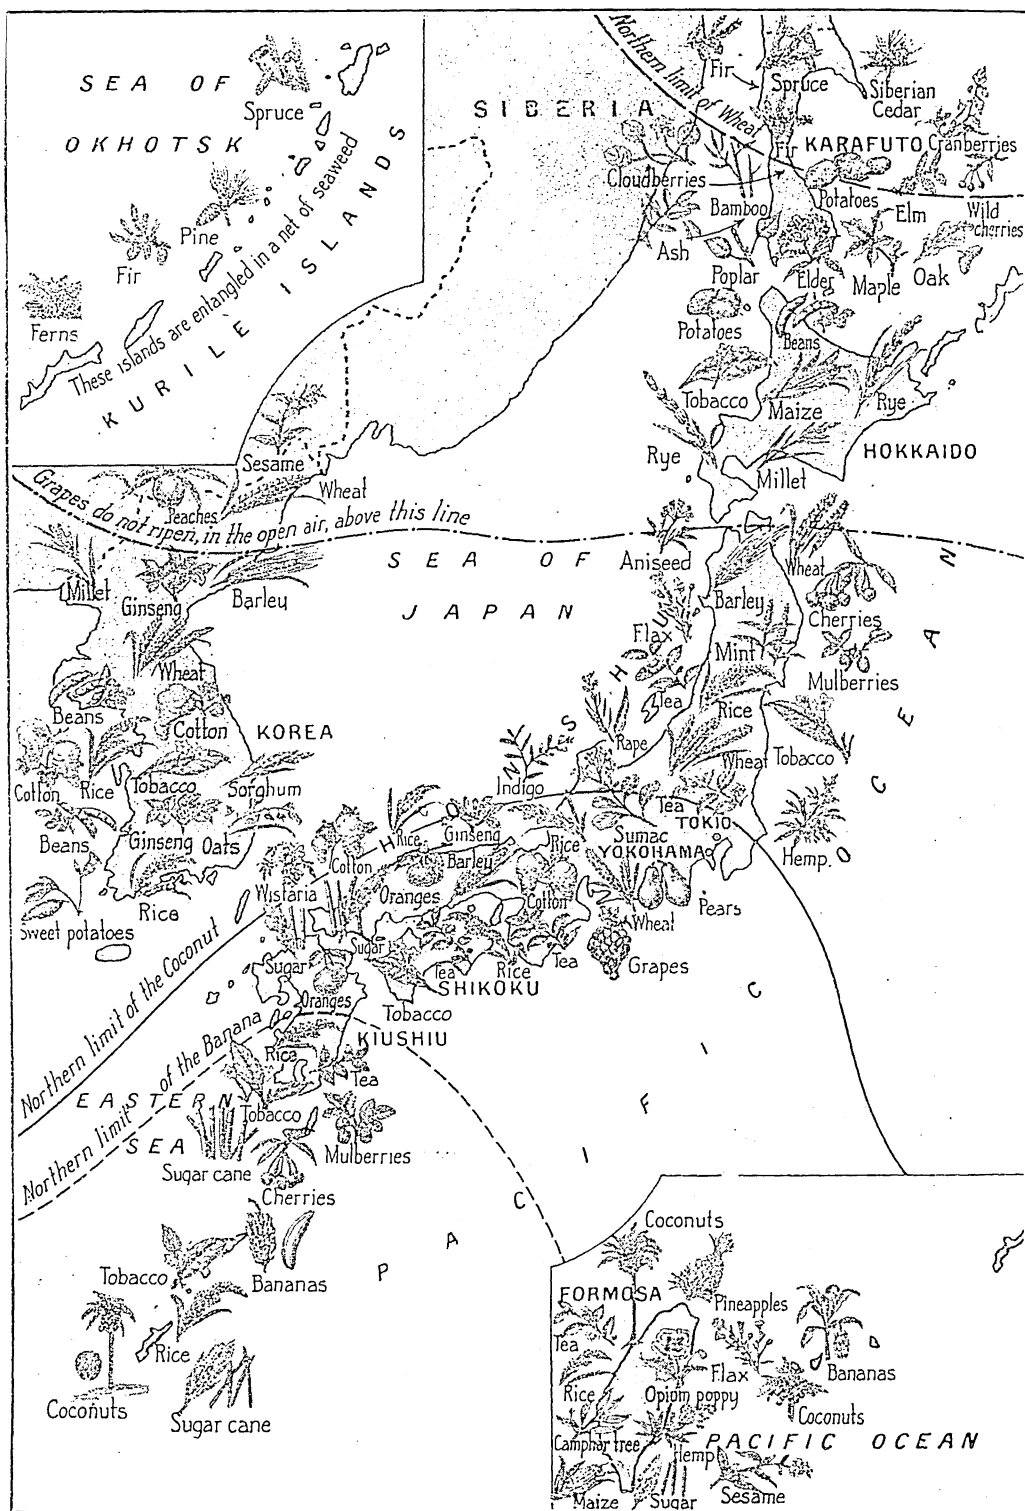 SEA OF
OKHOTSK
Spruce
Pine
Fir
Ferns
These islands are entangled in a net of seaweed
KURILE ISLANDS
SIBERIA
Northern limit of Wheat
Fir
Spruce
Siberian
Cedar
Fir
KARAFUTO
Cranberries
Cloudberries
Bamboo
Potatoes
Elm
Wild
cherries
Ash
Poplar
Elder
Maple
Oak
Potatoes
Beans
Tobacco
Maize
Rye
Rye
HOKKAIDO
Millet
Sesame
Wheat
Peaches
Grapes do not ripen, in the open air, above this line
SEA OF
JAPAN
Aniseed
Wheat
Millet
Ginseng
Barley
Barley
Cherries
Flax
Mint
Mulberries
Wheat
Beans
Cotton
KOREA
Tea
Rice
Rape
Wheat
Tobacco
Cotton
Rice
Tobacco
Sorghum
Indigo
HONSHU
Tea
TOKIO
Beans
Ginseng
Oats
Cotton
Rice
Ginseng
Barley
Rice
Sumac
YOKOHAMA
Hemp.
Wistaria
Oranges
Cotton
Pears
Rice
Sweet potatoes
Wheat
Sugar
Sugar
Tea
Rice
Tea
Grapes
SHIKOKU
Oranges
Tobacco
KIUSHIU
Northern limit of the Coconut
Northern limit of the Banana
Rice
Tea
EASTERN
SEA
Tobacco
Mulberries
Sugar cane
Cherries
PACIFIC OCEAN
Tobacco
Bananas
Rice
Coconuts
Sugar cane
Coconuts
FORMOSA
Pineapples
Tea
Flax
Bananas
Rice
Opium poppy
Coconuts
Camphor tree
Hemp
PACIFIC OCEAN
Maize
Sugar
Sesame